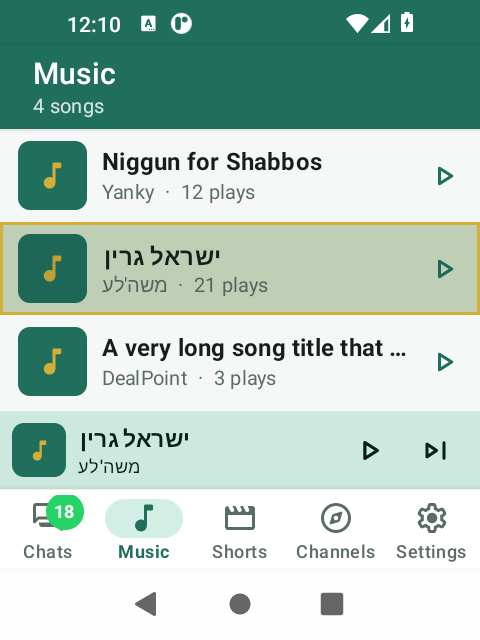 12:10
Music
4 songs
Niggun for Shabbos
Yanky · 12 plays
ישראל גרין
משה'לע · 21 plays
A very long song title that …
DealPoint · 3 plays
ישראל גרין
משה'לע
18
Chats
Music
Shorts
Channels
Settings